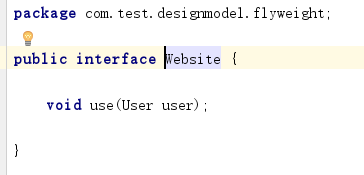 package com.test.designmodel.flyweight;
public interface Website {
void use(User user);
}